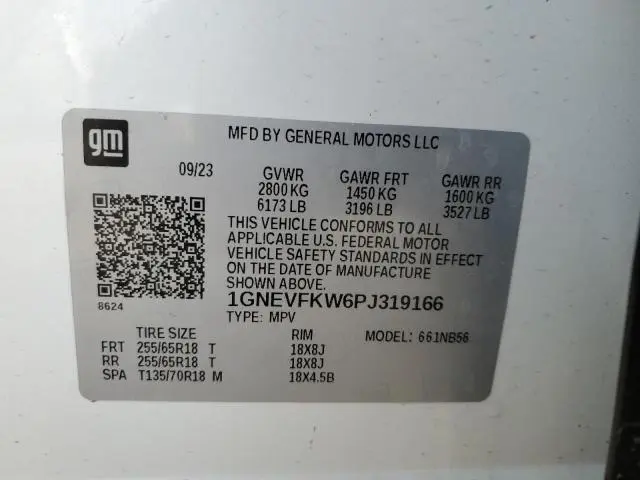 gm
MFD BY GENERAL MOTORS LLC
09/23 GVWR GAWR FRT GAWR RR
2800 KG 1450 KG 1600 KG
6173 LB 3196 LB 3527 LB
THIS VEHICLE CONFORMS TO ALL
APPLICABLE U.S. FEDERAL MOTOR
VEHICLE SAFETY STANDARDS IN EFFECT
ON THE DATE OF MANUFACTURE
SHOWN ABOVE.
8624
1GNEVFKW6PJ319166
TYPE: MPV
TIRE SIZE RIM MODEL: 661NB56
FRT 255/65R18 T 18X8J
RR 255/65R18 T 18X8J
SPA T135/70R18 M 18X4.5B